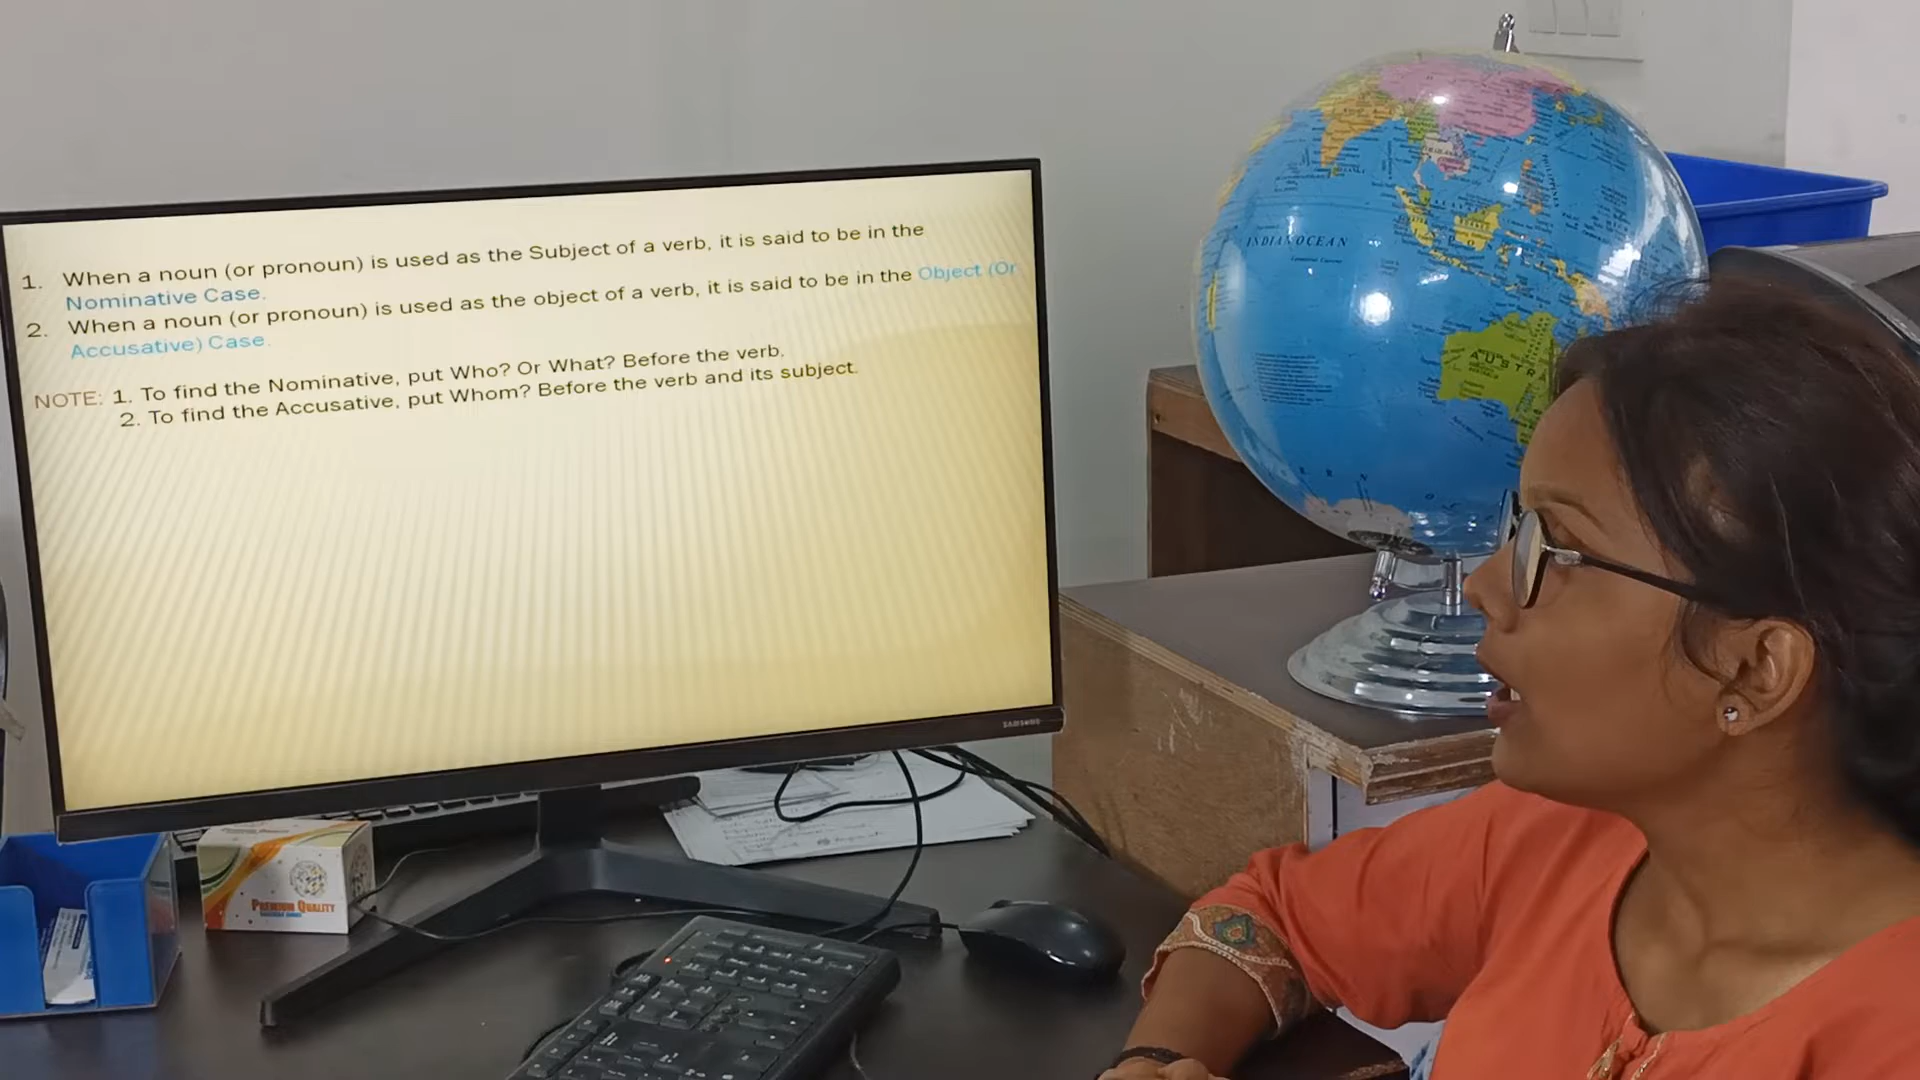 1. When a noun (or pronoun) is used as the Subject of a verb, it is said to be in the
Nominative Case.
2. When a noun (or pronoun) is used as the object of a verb, it is said to be in the Object (Or
Accusative) Case.
NOTE: 1. To find the Nominative, put Who? Or What? Before the verb.
2. To find the Accusative, put Whom? Before the verb and its subject.
SAMSUNG
INDIAN OCEAN
AUSTRA
PREMIUM QUALITY